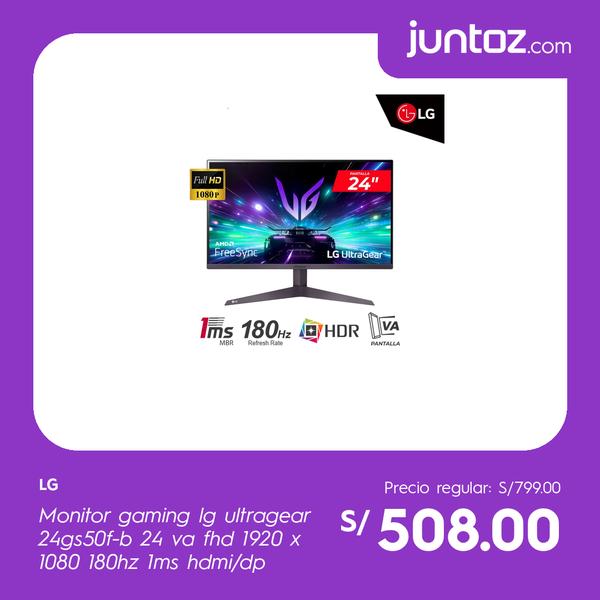 juntoz.com
LG
Full HD
1080P
PANTALLA
24"
AMD
FreeSync
LG UltraGear
1ms
MBR
180Hz
Refresh Rate
HDR
VA
PANTALLA
LG
Monitor gaming lg ultragear
24gs50f-b 24 va fhd 1920 x
1080 180hz 1ms hdmi/dp
Precio regular: S/799.00
S/ 508.00